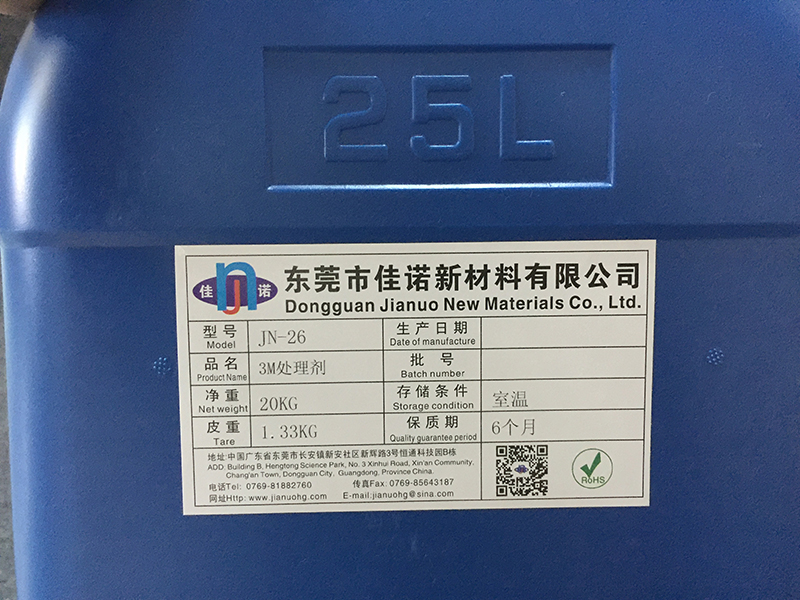 25L
佳 n 诺
东莞市佳诺新材料有限公司
Dongguan Jianuo New Materials Co., Ltd.
型号 JN-26 生产日期
Model Date of manufacture
品名 3M处理剂 批号
Product Name Batch number
净重 20KG 存储条件 室温
Net weight Storage condition
皮重 1.33KG 保质期 6个月
Tare Quality guarantee period
地址:中国广东省东莞市长安镇新安社区新辉路3号恒通科技园B栋
ADD: Building B, Hengtong Science Park, No. 3 Xinhui Road, Xin'an Community,
Chang'an Town, Dongguan City, Guangdong, Province China.
电话Tel: 0769-81882760 传真Fax: 0769-85643187
网址Http: www.jianuohg.com E-mail:jianuohg@sina.com
RoHS